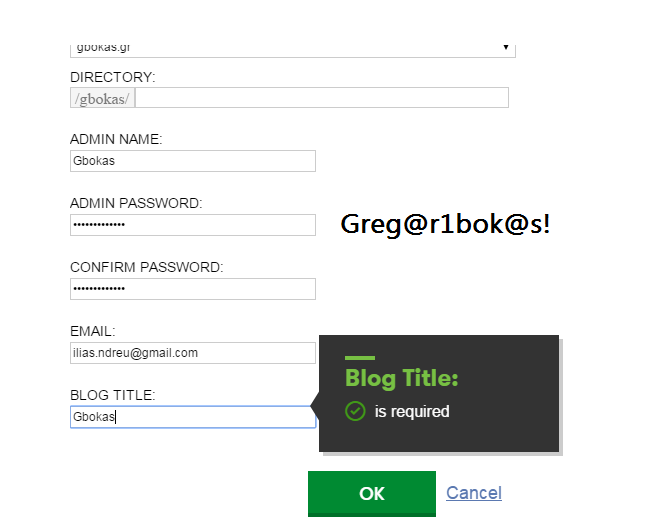 gbokas.gr
DIRECTORY:
/gbokas/
ADMIN NAME:
Gbokas
ADMIN PASSWORD:
•••••••••••••
Greg@r1bok@s!
CONFIRM PASSWORD:
•••••••••••••
EMAIL:
ilias.ndreu@gmail.com
BLOG TITLE:
Gbokas
Blog Title:
is required
OK Cancel